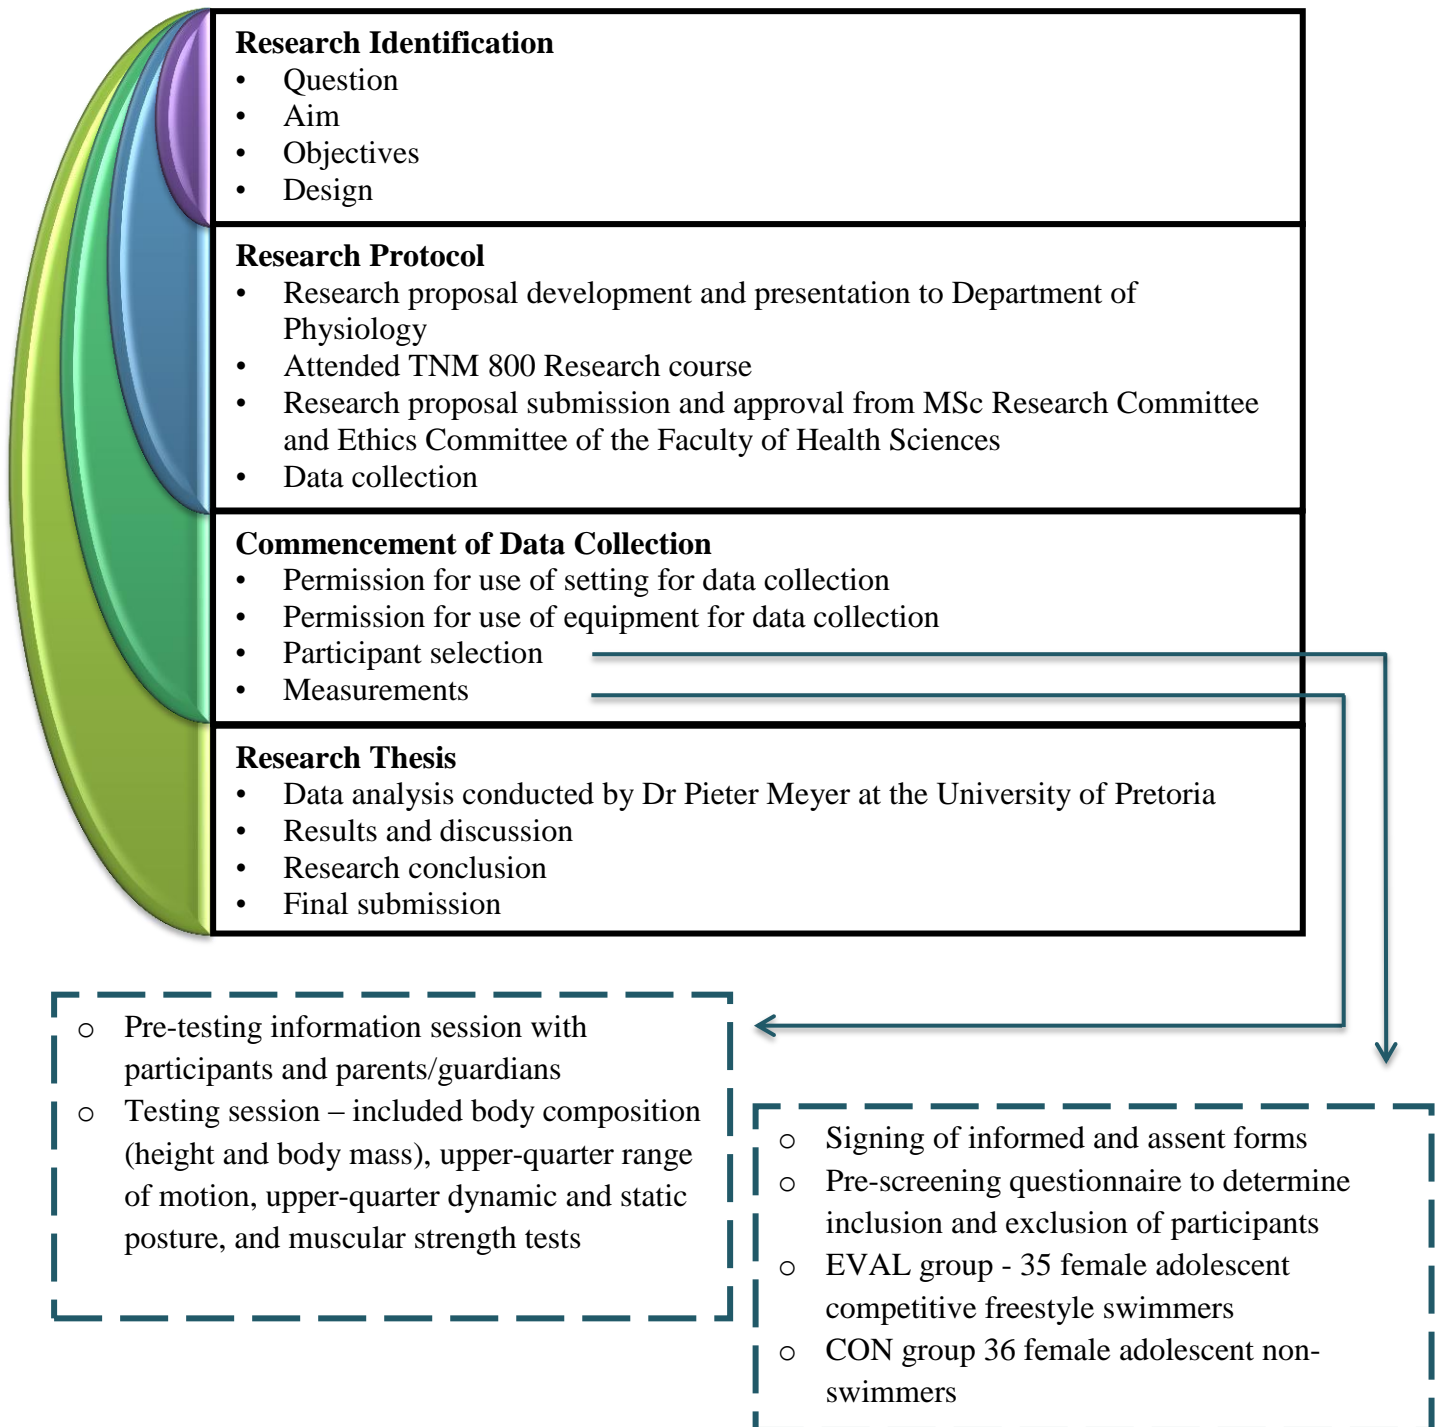 Research Identification
• Question
• Aim
• Objectives
• Design
Research Protocol
• Research proposal development and presentation to Department of
Physiology
• Attended TNM 800 Research course
• Research proposal submission and approval from MSc Research Committee
and Ethics Committee of the Faculty of Health Sciences
• Data collection
Commencement of Data Collection
• Permission for use of setting for data collection
• Permission for use of equipment for data collection
• Participant selection
• Measurements
Research Thesis
• Data analysis conducted by Dr Pieter Meyer at the University of Pretoria
• Results and discussion
• Research conclusion
• Final submission
o Pre-testing information session with
participants and parents/guardians
o Testing session – included body composition
(height and body mass), upper-quarter range
of motion, upper-quarter dynamic and static
posture, and muscular strength tests
o Signing of informed and assent forms
o Pre-screening questionnaire to determine
inclusion and exclusion of participants
o EVAL group - 35 female adolescent
competitive freestyle swimmers
o CON group 36 female adolescent non-
swimmers